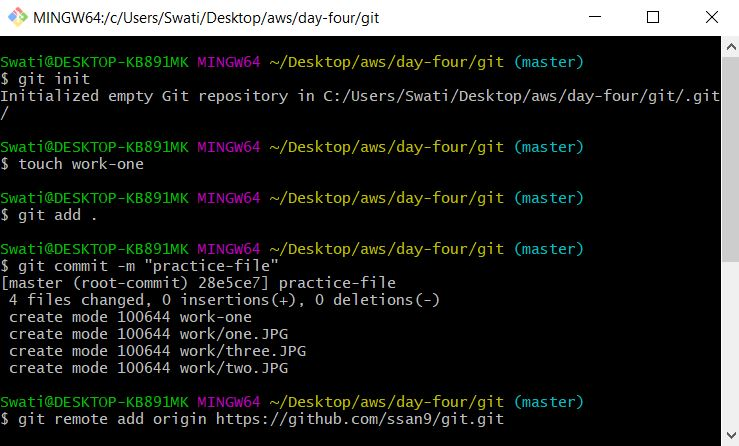 MINGW64:/c/Users/Swati/Desktop/aws/day-four/git
Swati@DESKTOP-KB891MK MINGW64 ~/Desktop/aws/day-four/git (master)
$ git init
Initialized empty Git repository in C:/Users/Swati/Desktop/aws/day-four/git/.git
/
Swati@DESKTOP-KB891MK MINGW64 ~/Desktop/aws/day-four/git (master)
$ touch work-one
Swati@DESKTOP-KB891MK MINGW64 ~/Desktop/aws/day-four/git (master)
$ git add .
Swati@DESKTOP-KB891MK MINGW64 ~/Desktop/aws/day-four/git (master)
$ git commit -m "practice-file"
[master (root-commit) 28e5ce7] practice-file
 4 files changed, 0 insertions(+), 0 deletions(-)
 create mode 100644 work-one
 create mode 100644 work/one.JPG
 create mode 100644 work/three.JPG
 create mode 100644 work/two.JPG
Swati@DESKTOP-KB891MK MINGW64 ~/Desktop/aws/day-four/git (master)
$ git remote add origin https://github.com/ssan9/git.git